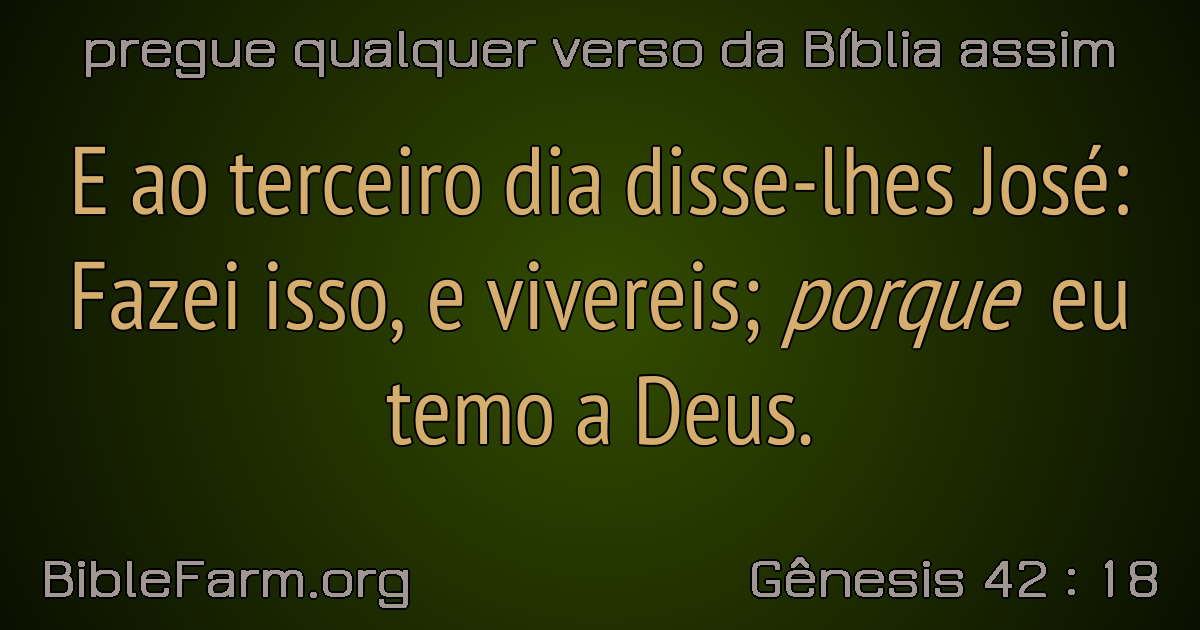 pregue qualquer verso da Bíblia assim
E ao terceiro dia disse-lhes José:
Fazei isso, e vivereis; porque eu
temo a Deus.
BibleFarm.org
Gênesis 42 : 18